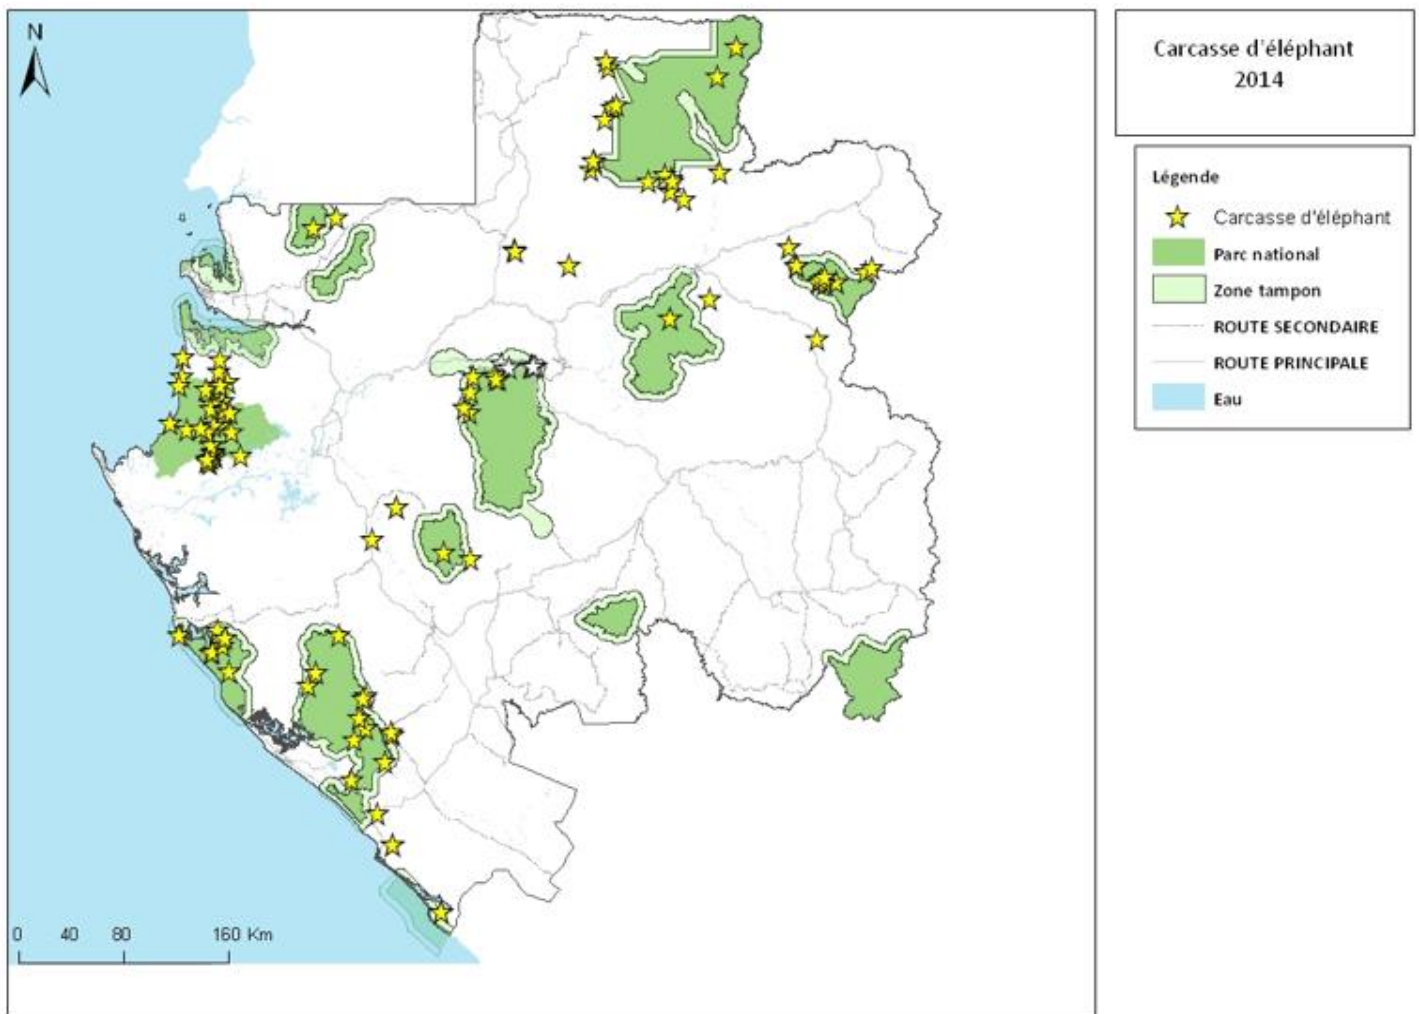 N
Carcasse d'éléphant
2014
Légende
Carcasse d'éléphant
Parc national
Zone tampon
ROUTE SECONDAIRE
ROUTE PRINCIPALE
Eau
0 40 80 160 Km